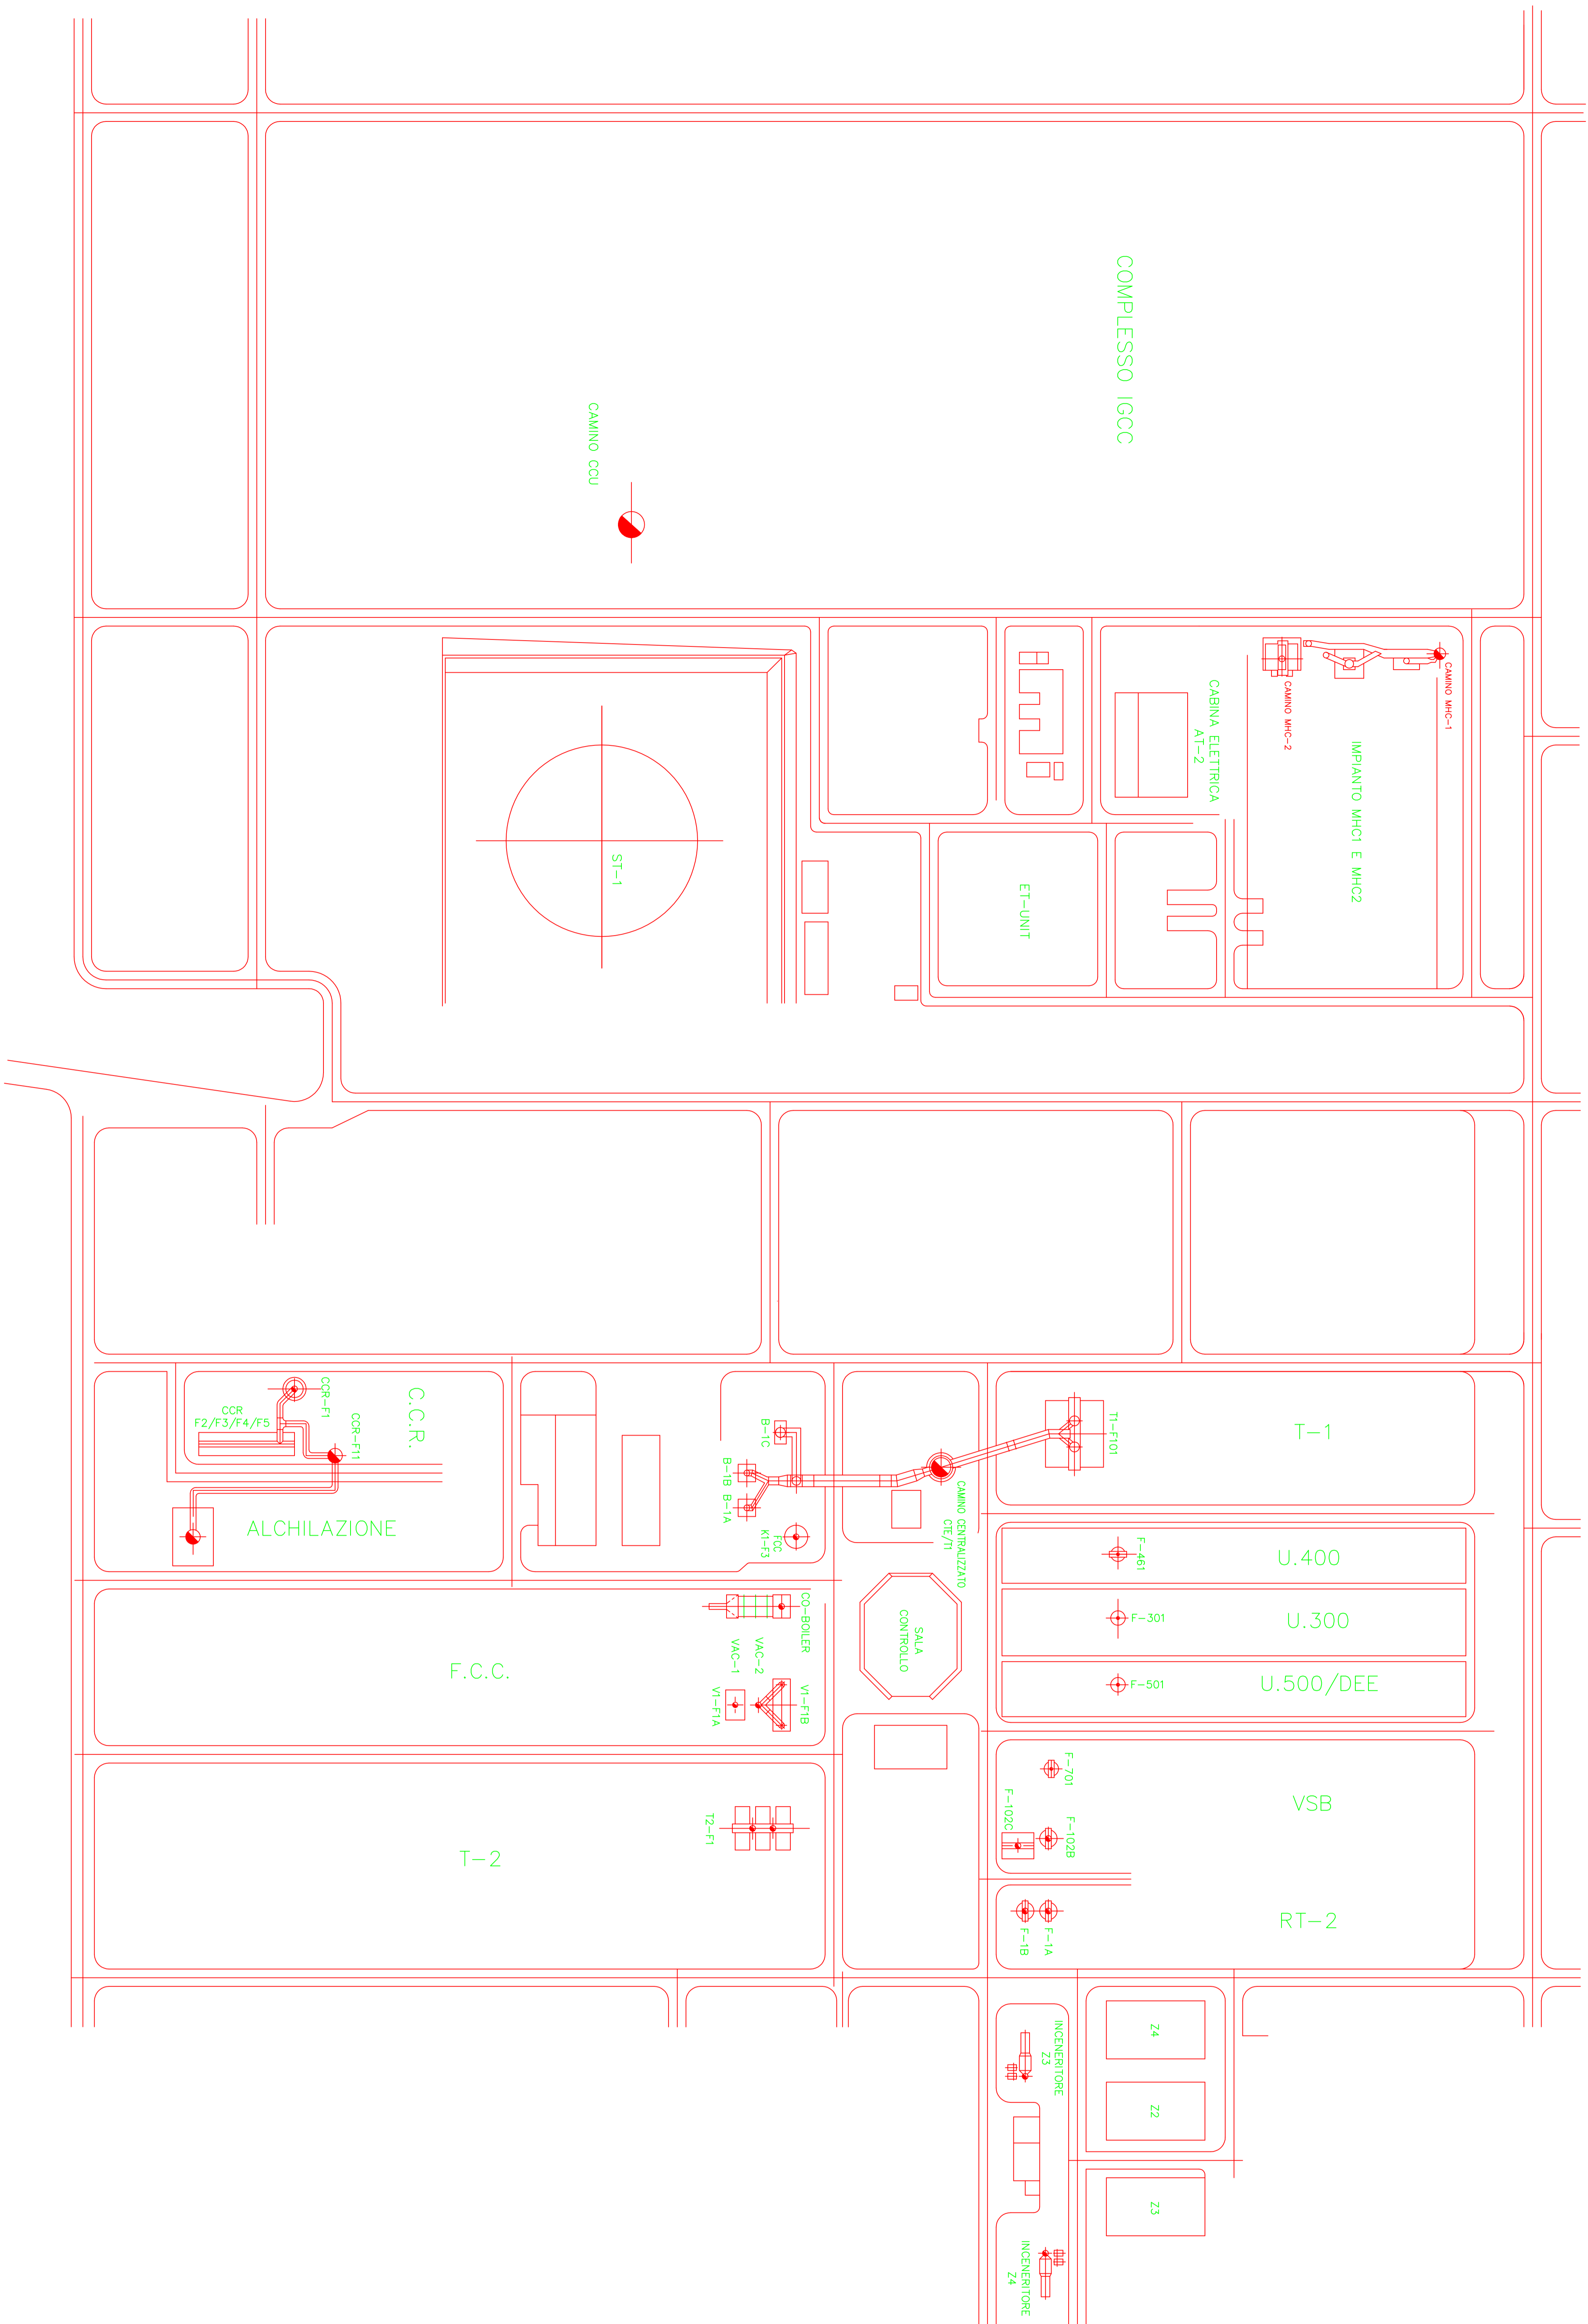 COMPLESSO IGCC
CAMINO CCU
CAMINO MHC-1
CAMINO MHC-2
CABINA ELETTRICA
AT-2
IMPIANTO MHC1 E MHC2
ST-1
ET-UNIT
CCR-F1
CCR
F2/F3/F4/F5
CCR-F11
C.C.R.
ALCHILAZIONE
B-1C
B-1B
B-1A
FCC
K1-F3
CAMINO CENTRALIZZATO
CTE/T1
T1-F101
T-1
F-461
U.400
F-301
U.300
F-501
U.500/DEE
CO-BOILER
VAC-2
VAC-1
V1-F1B
V1-F1A
F.C.C.
SALA
CONTROLLO
F-701
F-102C
F-102B
VSB
T2-F1
T-2
F-1B
F-1A
RT-2
INCENERITORE
Z3
Z4
Z2
Z3
INCENERITORE
Z4